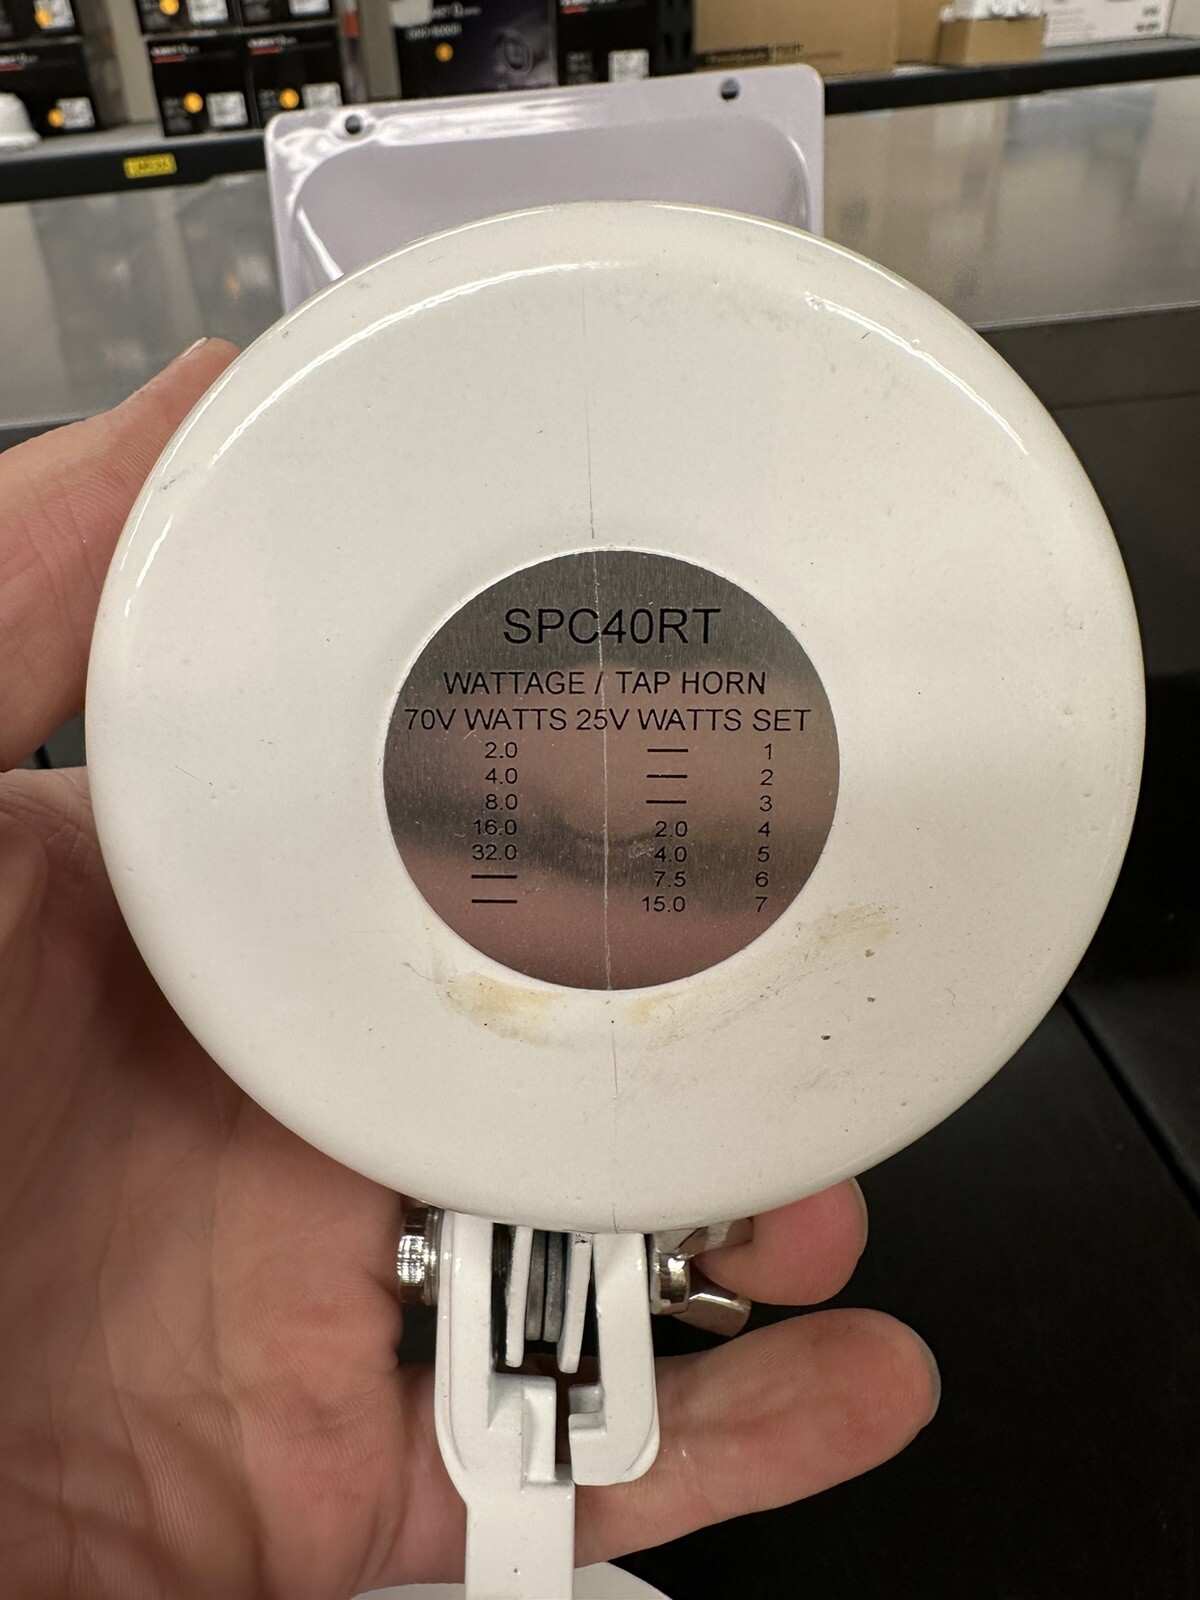 SPC40RT
WATTAGE / TAP HORN
70V WATTS 25V WATTS SET
2.0 — 1
4.0 — 2
8.0 — 3
16.0 2.0 4
32.0 4.0 5
— 7.5 6
— 15.0 7